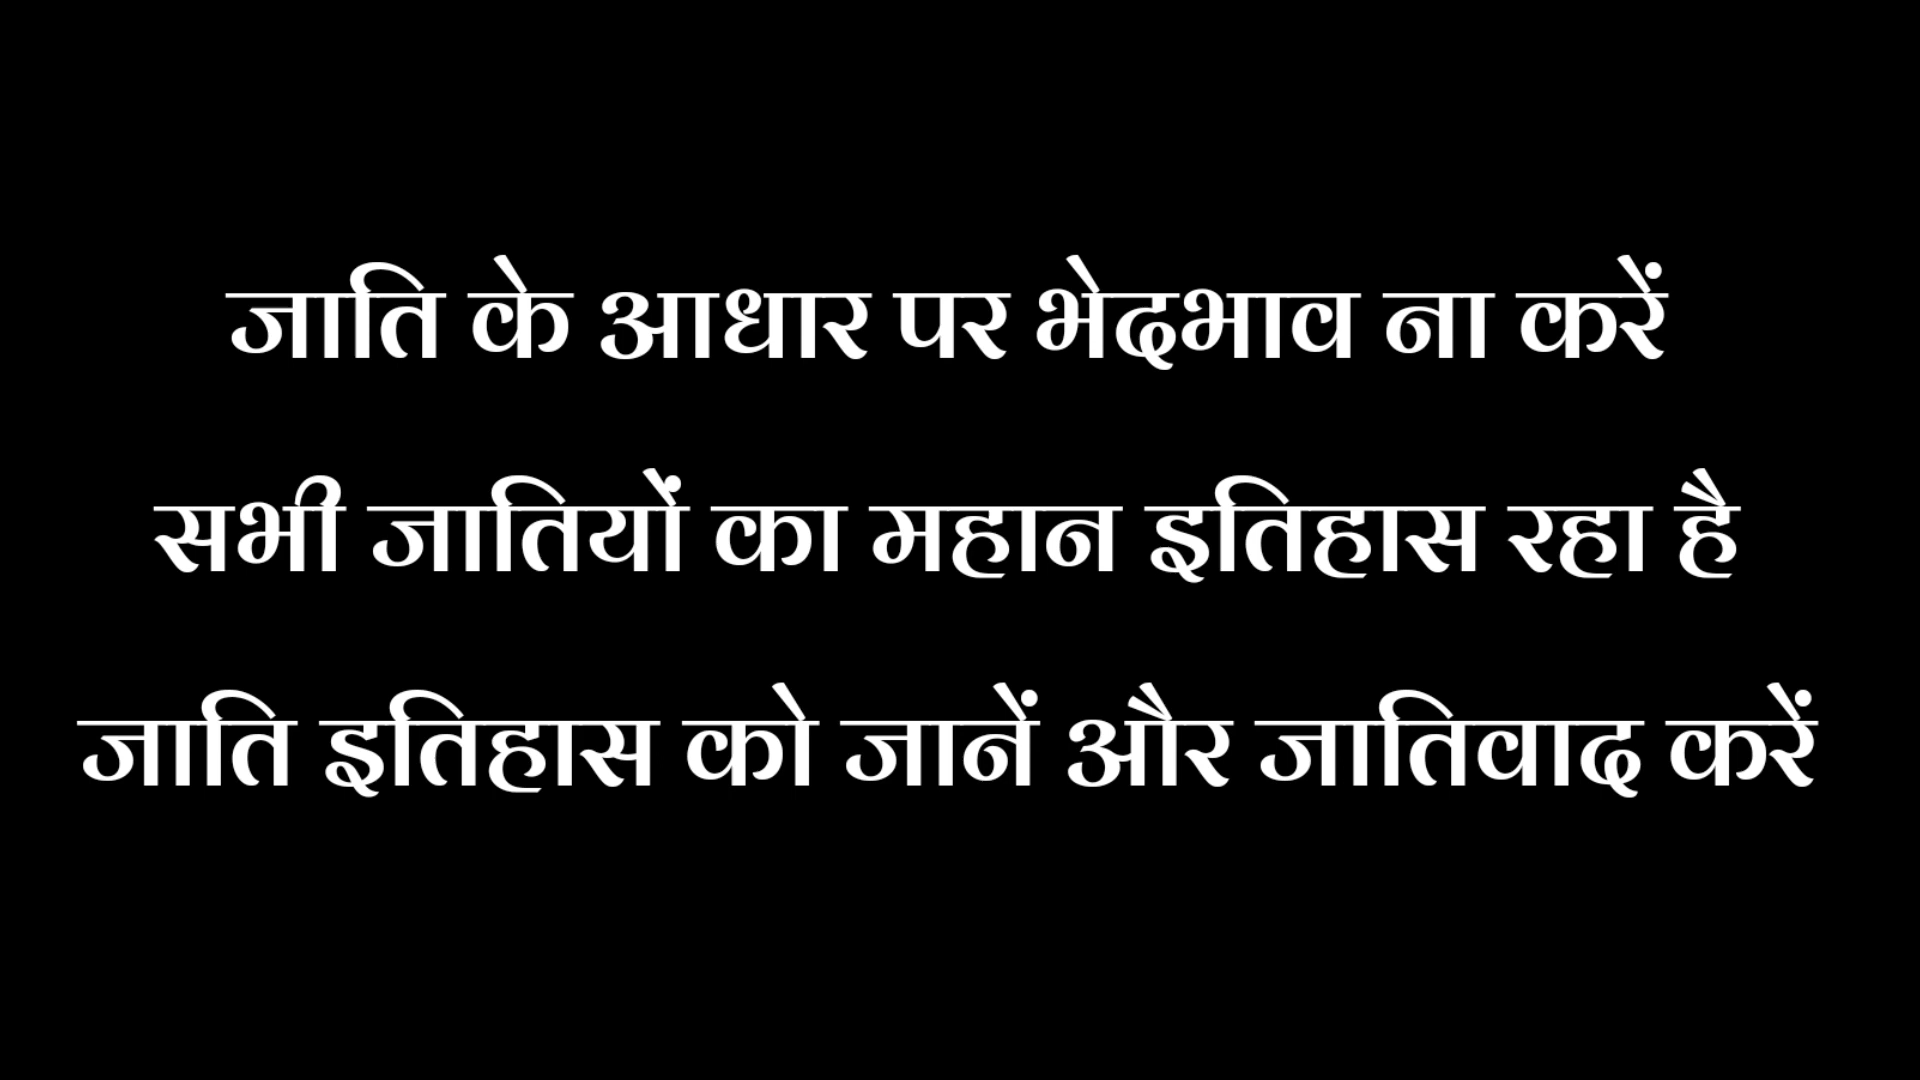 जाति के आधार पर भेदभाव ना करें
सभी जातियों का महान इतिहास रहा है
जाति इतिहास को जानें और जातिवाद करें